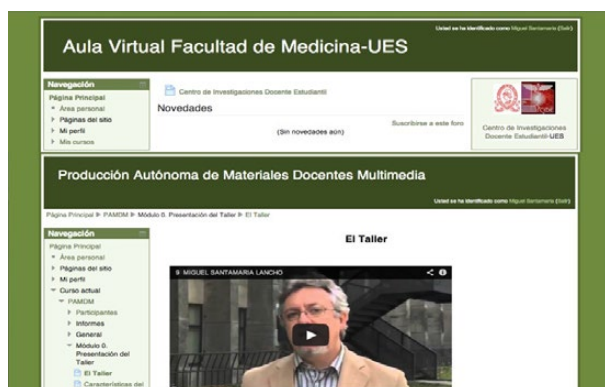 Usted se ha identificado como Miguel Santamaría (Salir)
Aula Virtual Facultad de Medicina-UES
Navegación
Página Principal
Área personal
Páginas del sitio
Mi perfil
Mis cursos
Centro de Investigaciones Docente Estudiantil
Novedades
Suscribirse a este foro
(Sin novedades aún)
Centro de Investigaciones
Docente Estudiantil-UES
Producción Autónoma de Materiales Docentes Multimedia
Usted se ha identificado como Miguel Santamaría (Salir)
Página Principal PAMDM Módulo 0. Presentación del Taller El Taller
Navegación
Página Principal
Área personal
Páginas del sitio
Mi perfil
Curso actual
PAMDM
Participantes
Informes
General
Módulo 0.
Presentación del
Taller
El Taller
Características del
El Taller
9 MIGUEL SANTAMARIA LANCHO